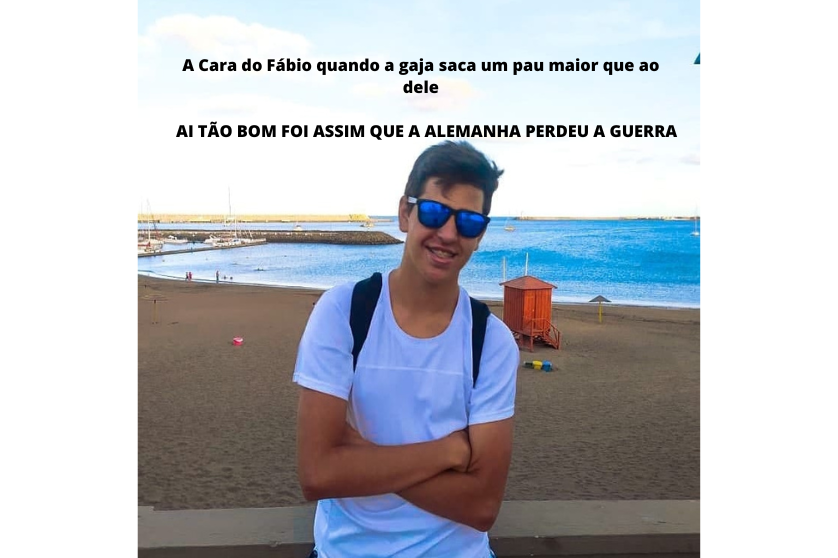 A Cara do Fábio quando a gaja saca um pau maior que ao
dele
AI TÃO BOM FOI ASSIM QUE A ALEMANHA PERDEU A GUERRA